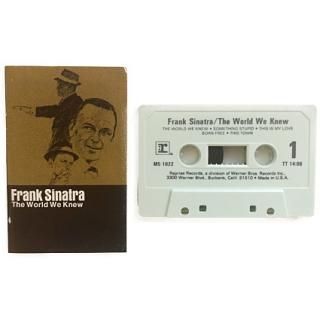 Frank Sinatra
The World We Knew
Frank Sinatra/The World We Knew
THE WORLD WE KNEW • SOMETHING STUPID • THIS IS MY LOVE
BORN FREE • THIS TOWN
1
MS 1022
TT 14:08
Reprise Records, a division of Warner Bros. Records Inc.
3300 Warner Blvd., Burbank, Calif. 91510 • Made in U.S.A.